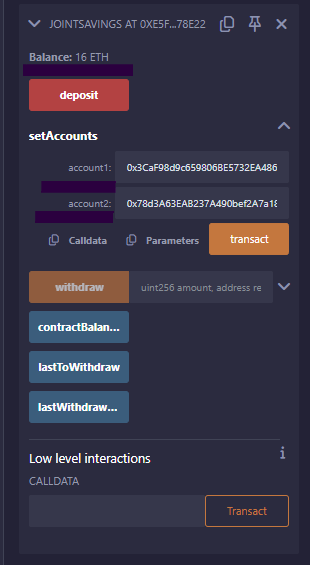 JOINTSAVINGS AT 0XE5F...78E22
Balance: 16 ETH
deposit
setAccounts
account1: 0x3CaF98d9c659806BE5732EA486
account2: 0x78d3A63EAB237A490bef2A7a18
Calldata Parameters transact
withdraw uint256 amount, address re
contractBalan...
lastToWithdraw
lastWithdraw...
Low level interactions
CALLDATA
Transact